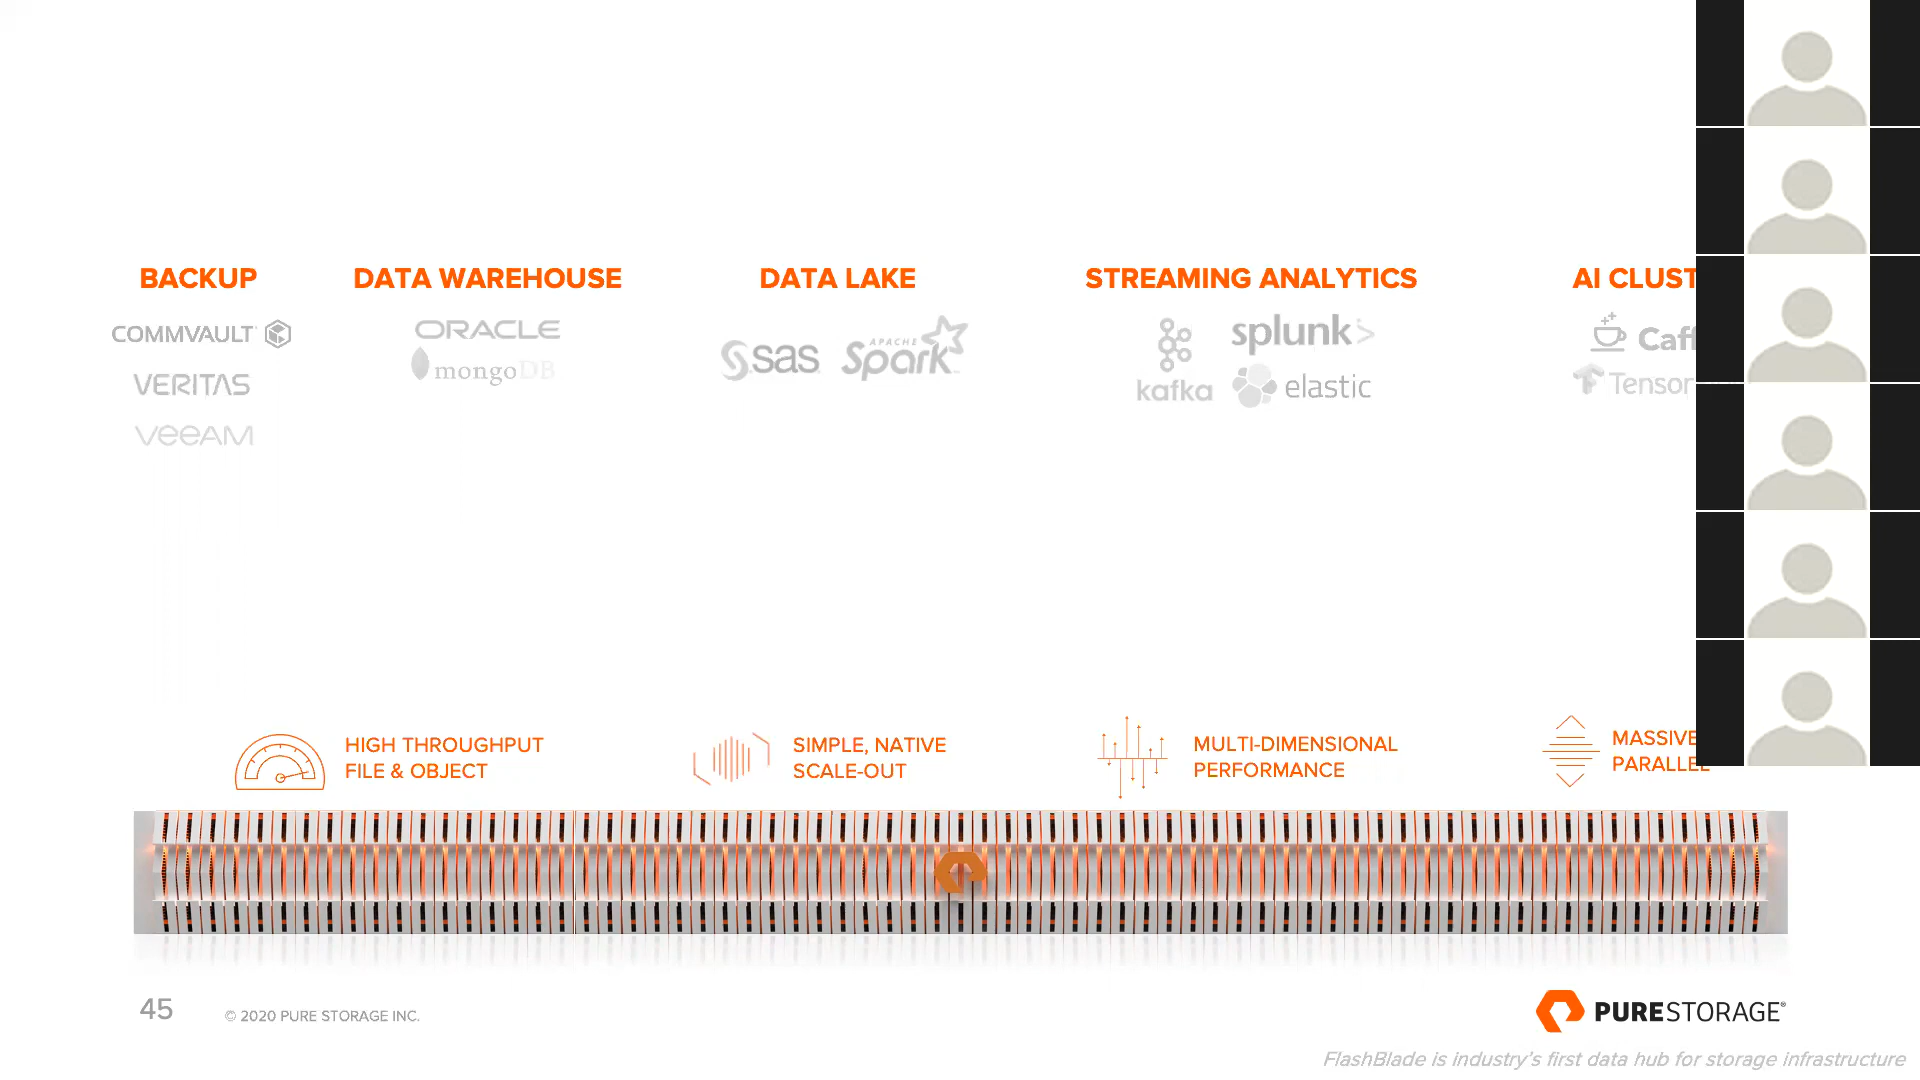 BACKUP
DATA WAREHOUSE
DATA LAKE
STREAMING ANALYTICS
AI CLUST
COMMVAULT
VERITAS
veeAM
ORACLE
mongoDB
sas
APACHE
Spark
kafka
splunk>
elastic
Caff
Tensor
HIGH THROUGHPUT
FILE & OBJECT
SIMPLE, NATIVE
SCALE-OUT
MULTI-DIMENSIONAL
PERFORMANCE
MASSIVE
PARALLEL
45
© 2020 PURE STORAGE INC.
PURESTORAGE®
FlashBlade is industry's first data hub for storage infrastructure